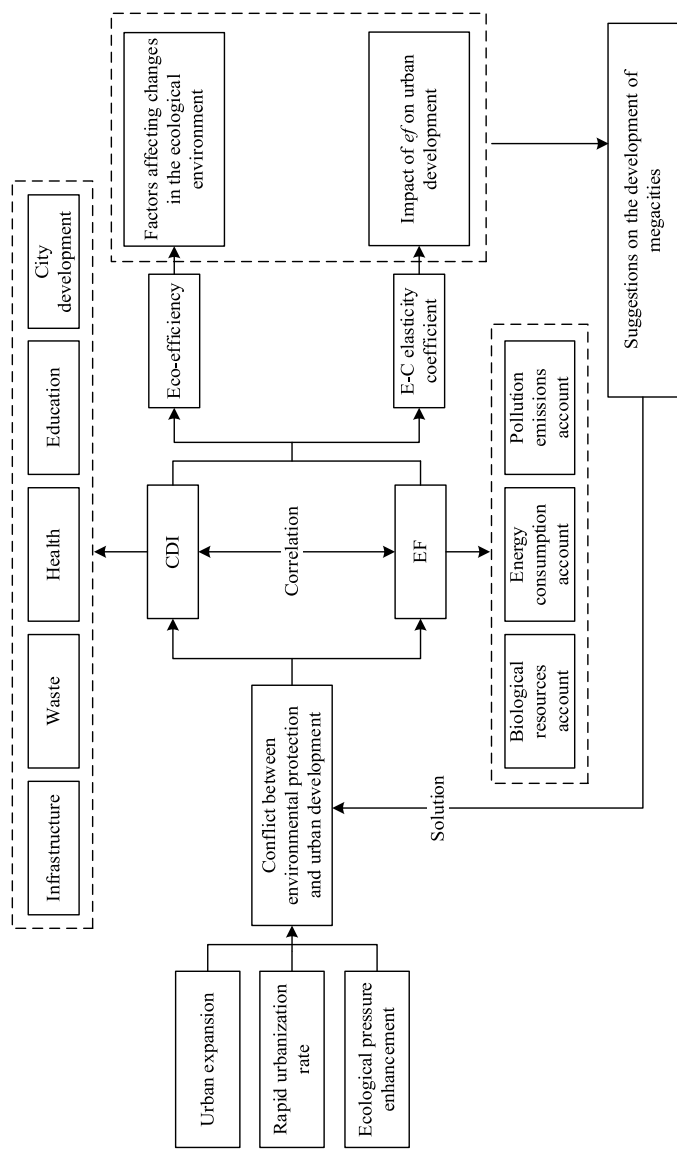 Infrastructure
Waste
Health
Education
City
development
Urban expansion
Rapid urbanization
rate
Ecological pressure
enhancement
Conflict between
environmental protection
and urban development
CDI
Correlation
EF
Eco-efficiency
E-C elasticity
coefficient
Factors affecting changes
in the ecological
environment
Impact of ef on urban
development
Biological
resources
account
Energy
consumption
account
Pollution
emissions
account
Solution
Suggestions on the development of
megacities